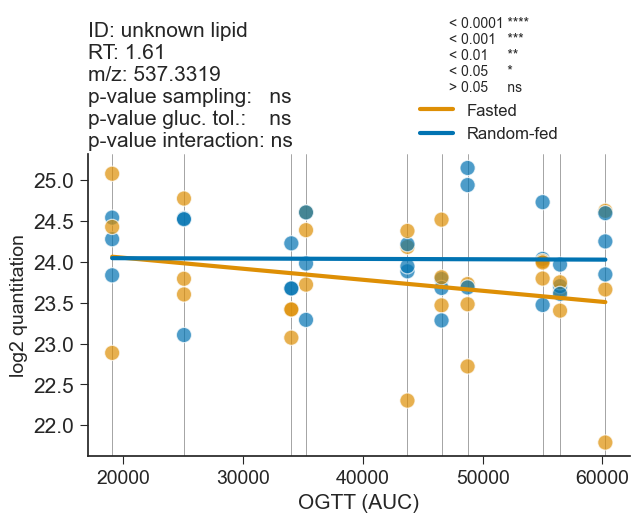 ID: unknown lipid
RT: 1.61
m/z: 537.3319
p-value sampling: ns
p-value gluc. tol.: ns
p-value interaction: ns
< 0.0001 ****
< 0.001 ***
< 0.01 **
< 0.05 *
> 0.05 ns
Fasted
Random-fed
log2 quantitation
25.0
24.5
24.0
23.5
23.0
22.5
22.0
20000 30000 40000 50000 60000
OGTT (AUC)